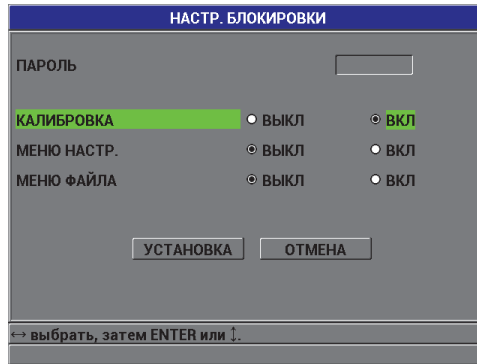 НАСТР. БЛОКИРОВКИ
ПАРОЛЬ
КАЛИБРОВКА ВЫКЛ ВКЛ
МЕНЮ НАСТР. ВЫКЛ ВКЛ
МЕНЮ ФАЙЛА ВЫКЛ ВКЛ
УСТАНОВКА ОТМЕНА
↔ выбрать, затем ENTER или ↕.